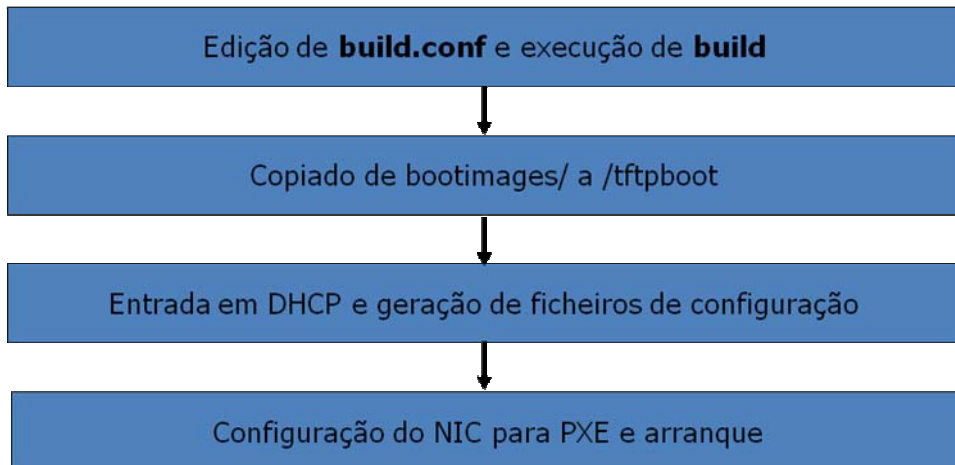 Edição de build.conf e execução de build
Copiado de bootimages/ a /tftpboot
Entrada em DHCP e geração de ficheiros de configuração
Configuração do NIC para PXE e arranque